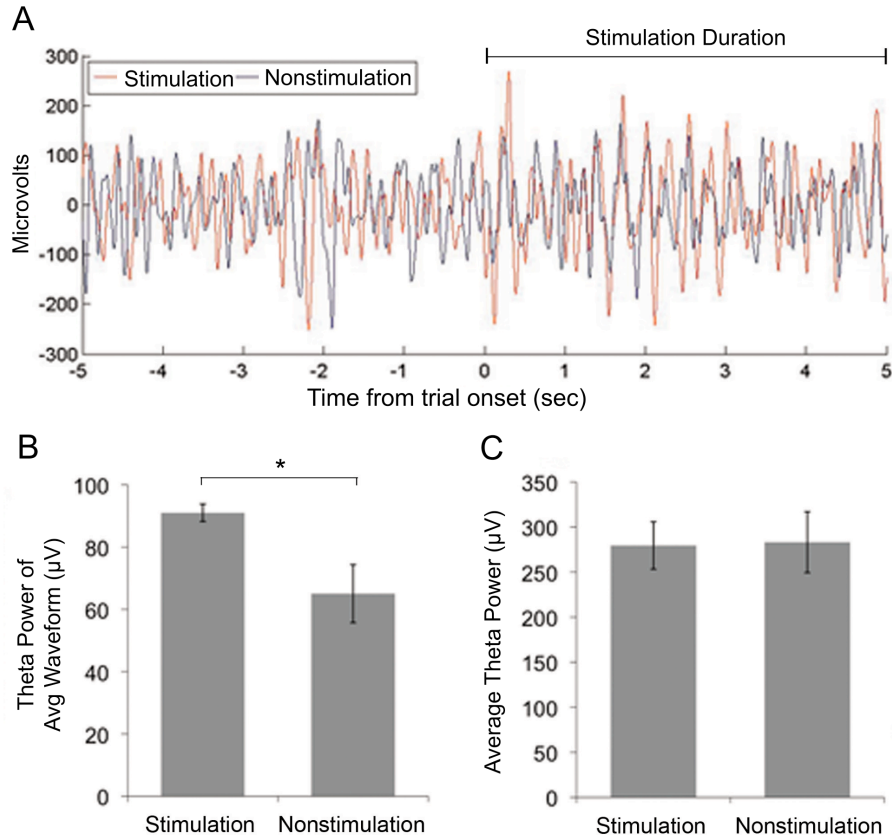 A
Stimulation Duration
300
Stimulation Nonstimulation
200
100
0
-100
-200
-300
Microvolts
-5 -4 -3 -2 -1 0 1 2 3 4 5
Time from trial onset (sec)
B
*
100
80
60
40
20
0
Theta Power of
Avg Waveform (µV)
Stimulation Nonstimulation
C
350
300
250
200
150
100
50
0
Average Theta Power (µV)
Stimulation Nonstimulation